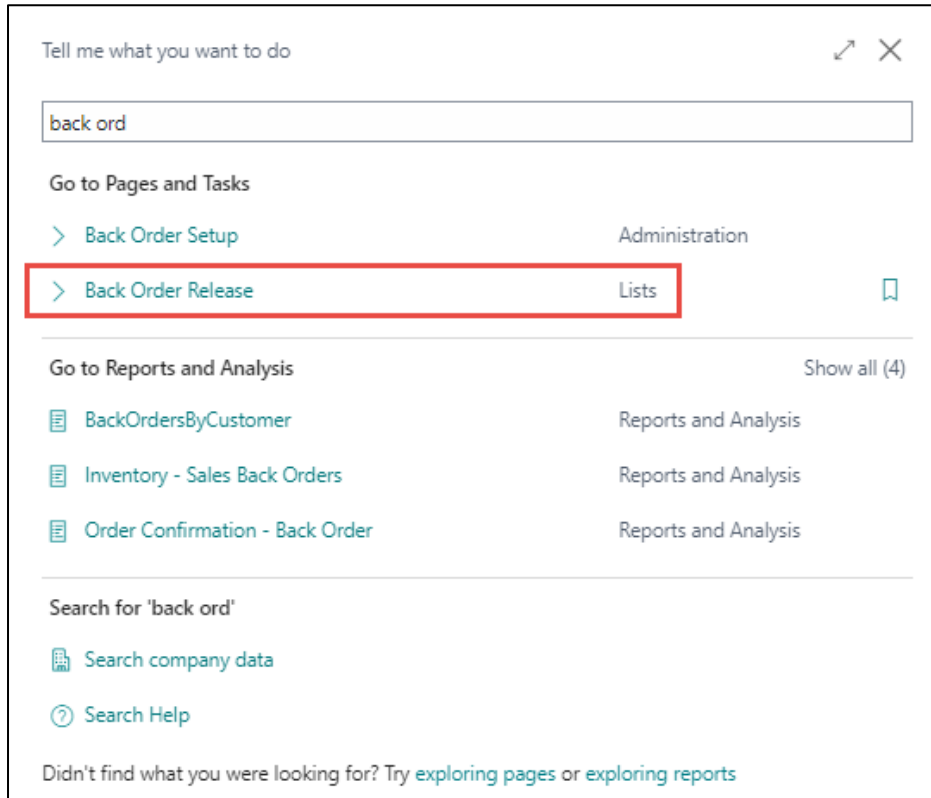 Tell me what you want to do
back ord
Go to Pages and Tasks
Back Order Setup Administration
Back Order Release Lists
Go to Reports and Analysis Show all (4)
BackOrdersByCustomer Reports and Analysis
Inventory - Sales Back Orders Reports and Analysis
Order Confirmation - Back Order Reports and Analysis
Search for 'back ord'
Search company data
Search Help
Didn't find what you were looking for? Try exploring pages or exploring reports